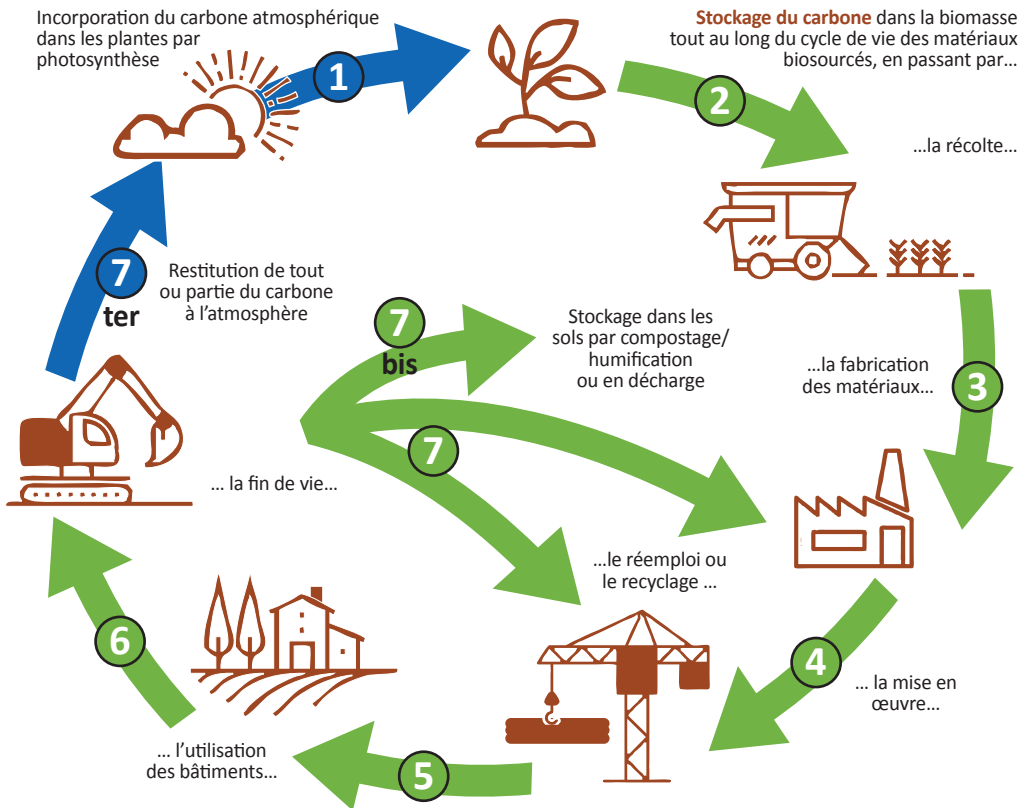 Incorporation du carbone atmosphérique
dans les plantes par
photosynthèse
1
Stockage du carbone dans la biomasse
tout au long du cycle de vie des matériaux
biosourcés, en passant par...
2
...la récolte...
7
ter
Restitution de tout
ou partie du carbone
à l'atmosphère
7
bis
Stockage dans les
sols par compostage/
humification
ou en décharge
...la fabrication
des matériaux...
3
7
... la fin de vie...
...le réemploi ou
le recyclage ...
6
4
... la mise en
œuvre...
... l'utilisation
des bâtiments...
5